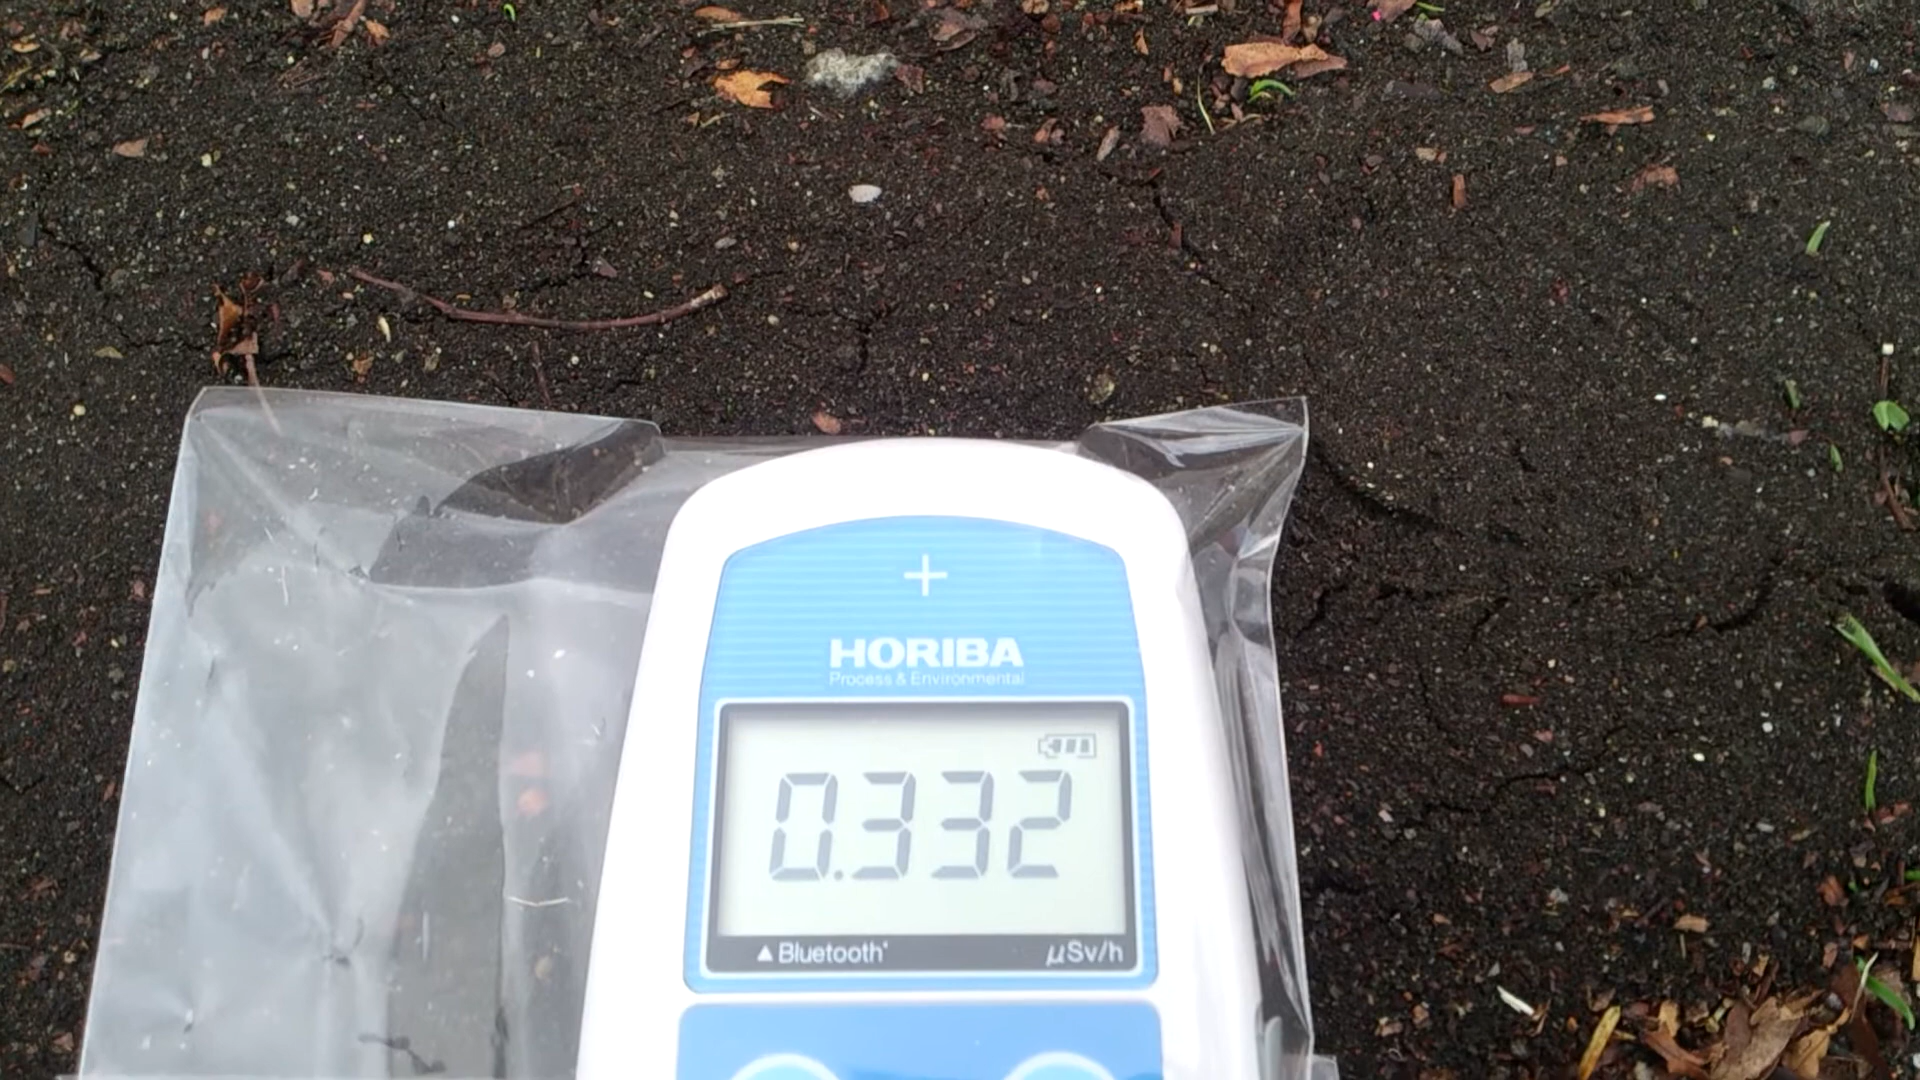 HORIBA
Process & Environmental
0.332
▲ Bluetooth
μSv/h